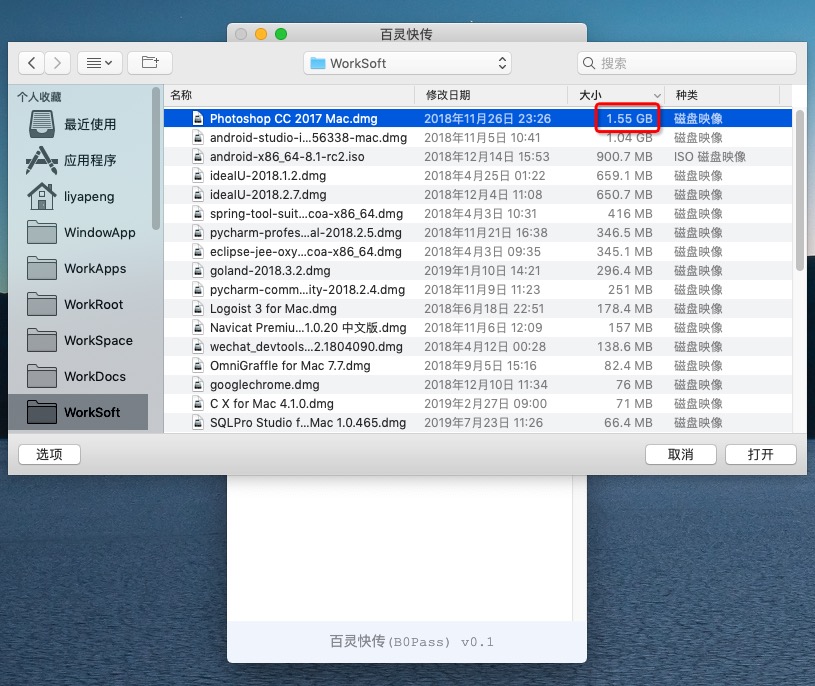 百灵快传
WorkSoft
搜索
个人收藏
最近使用
应用程序
liyapeng
WindowApp
WorkApps
WorkRoot
WorkSpace
WorkDocs
WorkSoft
名称 修改日期 大小 种类
Photoshop CC 2017 Mac.dmg 2018年11月26日 23:26 1.55 GB 磁盘映像
android-studio-i...56338-mac.dmg 2018年11月5日 10:41 1.04 GB 磁盘映像
android-x86_64-8.1-rc2.iso 2018年12月14日 15:53 900.7 MB ISO 磁盘映像
idealU-2018.1.2.dmg 2018年4月25日 01:22 659.1 MB 磁盘映像
idealU-2018.2.7.dmg 2018年12月4日 11:08 650.7 MB 磁盘映像
spring-tool-suit...coa-x86_64.dmg 2018年4月3日 10:31 416 MB 磁盘映像
pycharm-profes...al-2018.2.5.dmg 2018年11月21日 16:38 346.5 MB 磁盘映像
eclipse-jee-oxy...coa-x86_64.dmg 2018年4月3日 09:35 345.1 MB 磁盘映像
goland-2018.3.2.dmg 2019年1月10日 14:21 296.4 MB 磁盘映像
pycharm-comm...ity-2018.2.4.dmg 2018年11月9日 11:23 251 MB 磁盘映像
Logoist 3 for Mac.dmg 2018年6月18日 22:51 178.4 MB 磁盘映像
Navicat Premiu...1.0.20 中文版.dmg 2018年11月6日 12:09 157 MB 磁盘映像
wechat_devtools...2.1804090.dmg 2018年4月12日 00:28 138.6 MB 磁盘映像
OmniGraffle for Mac 7.7.dmg 2018年9月5日 15:16 82.4 MB 磁盘映像
googlechrome.dmg 2018年12月10日 11:34 76 MB 磁盘映像
C X for Mac 4.1.0.dmg 2019年2月27日 09:00 71 MB 磁盘映像
SQLPro Studio f...Mac 1.0.465.dmg 2019年7月23日 11:26 66.4 MB 磁盘映像
选项 取消 打开
百灵快传(B0Pass) v0.1